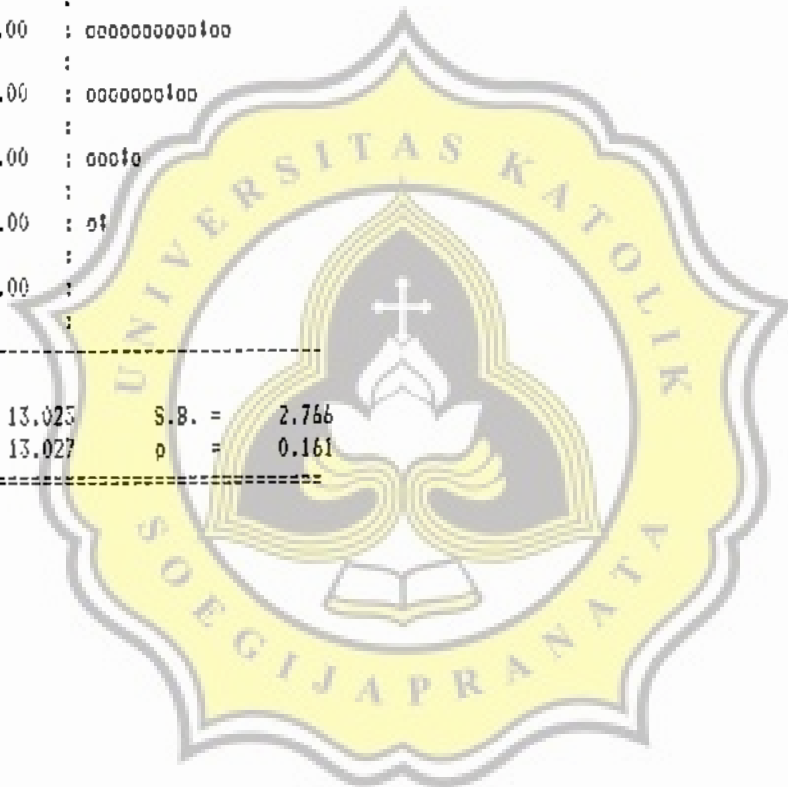 .00 : oooooooooo*oo
:
.00 : ooooooo*oo
:
.00 : ooo*o
:
.00 : o*
:
.00 :
:
--------------------------------
13.023 S.B. = 2.766
13.027 p = 0.161
================================
UNIVERSITAS KATOLIK
SOEGIJAPRANATA